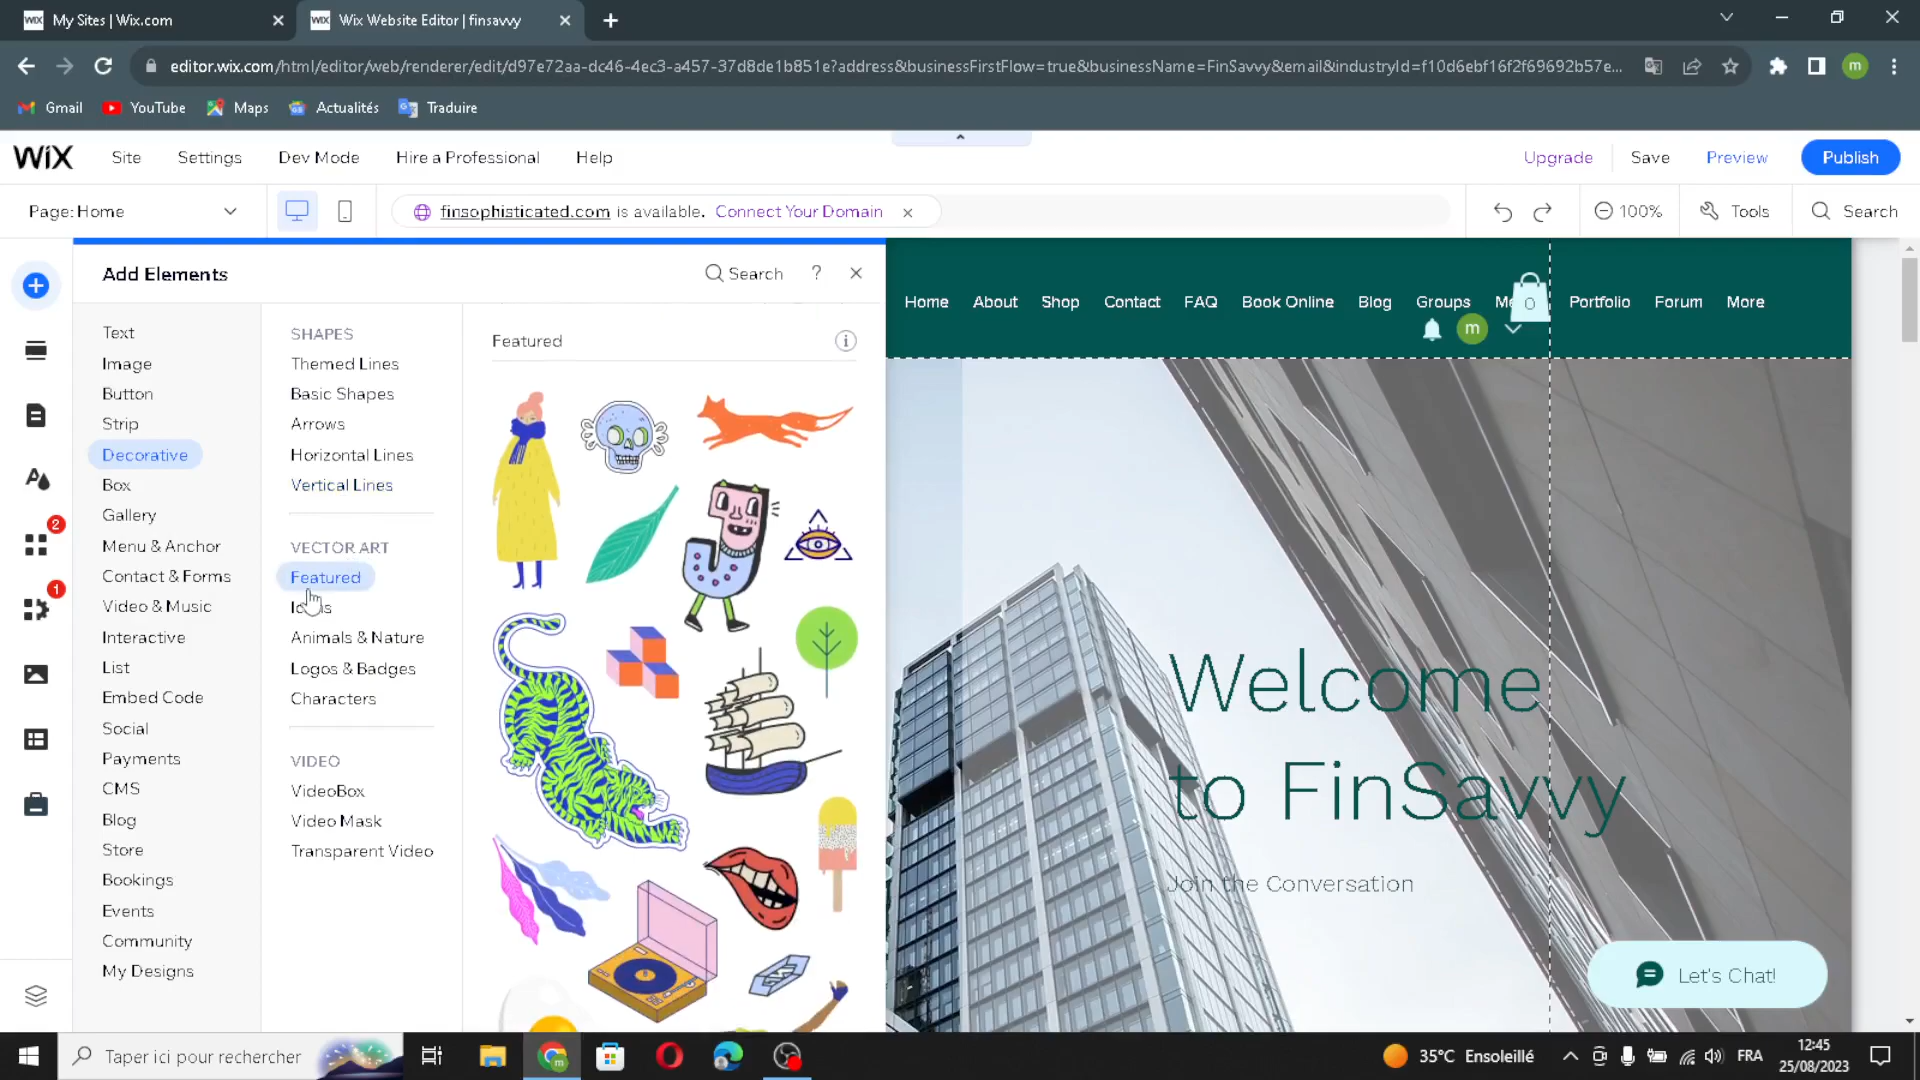 WiX My Sites | Wix.com
WiX Wix Website Editor | finsavvy
editor.wix.com/html/editor/web/renderer/edit/d97e72aa-dc46-4ec3-a457-37d8de1b851e?address&businessFirstFlow=true&businessName=FinSavvy&email&industryId=f10d6ebf16f2f69692b57e...
m
Gmail YouTube Maps Actualités Traduire
WiX Site Settings Dev Mode Hire a Professional Help Upgrade Save Preview Publish
Page: Home finsophisticated.com is available. Connect Your Domain 100% Tools Search
Add Elements Search ?
Text
Image
Button
Strip
Decorative
Box
Gallery
Menu & Anchor
Contact & Forms
Video & Music
Interactive
List
Embed Code
Social
Payments
CMS
Blog
Store
Bookings
Events
Community
My Designs
2
1
SHAPES
Themed Lines
Basic Shapes
Arrows
Horizontal Lines
Vertical Lines
VECTOR ART
Featured
Animals & Nature
Logos & Badges
Characters
VIDEO
VideoBox
Video Mask
Transparent Video
Featured
Home About Shop Contact FAQ Book Online Blog Groups Portfolio Forum More
0
m
Welcome
to FinSavvy
Join the Conversation
Let's Chat!
Taper ici pour rechercher
35°C Ensoleillé FRA 12:45
25/08/2023